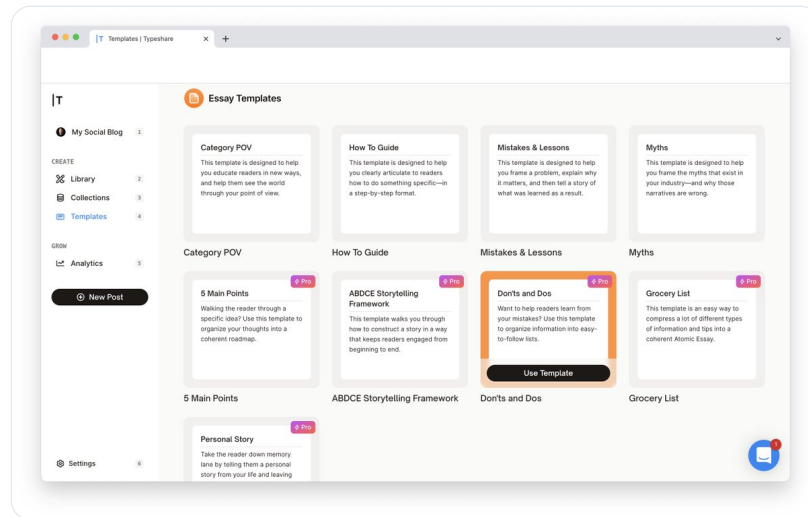 |T Templates | Typeshare
|T
My Social Blog 1
CREATE
Library 2
Collections 3
Templates 4
GROW
Analytics 5
New Post
Settings 6
Essay Templates
Category POV
This template is designed to help
you educate readers in new ways,
and help them see the world
through your point of view.
Category POV
How To Guide
This template is designed to help
you clearly articulate to readers
how to do something specific—in
a step-by-step format.
How To Guide
Mistakes & Lessons
This template is designed to help
you frame a problem, explain why
it matters, and then tell a story of
what was learned as a result.
Mistakes & Lessons
Myths
This template is designed to help
you frame the myths that exist in
your industry—and why those
narratives are wrong.
Myths
Pro
5 Main Points
Walking the reader through a
specific idea? Use this template to
organize your thoughts into a
coherent roadmap.
5 Main Points
Pro
ABDCE Storytelling
Framework
This template walks you through
how to construct a story in a way
that keeps readers engaged from
beginning to end.
ABDCE Storytelling Framework
Pro
Don'ts and Dos
Want to help readers learn from
your mistakes? Use this template
to organize information into easy-
to-follow lists.
Use Template
Don'ts and Dos
Pro
Grocery List
This template is an easy way to
compress a lot of different types
of information and tips into a
coherent Atomic Essay.
Grocery List
Pro
Personal Story
Take the reader down memory
lane by telling them a personal
story from your life and leaving
1